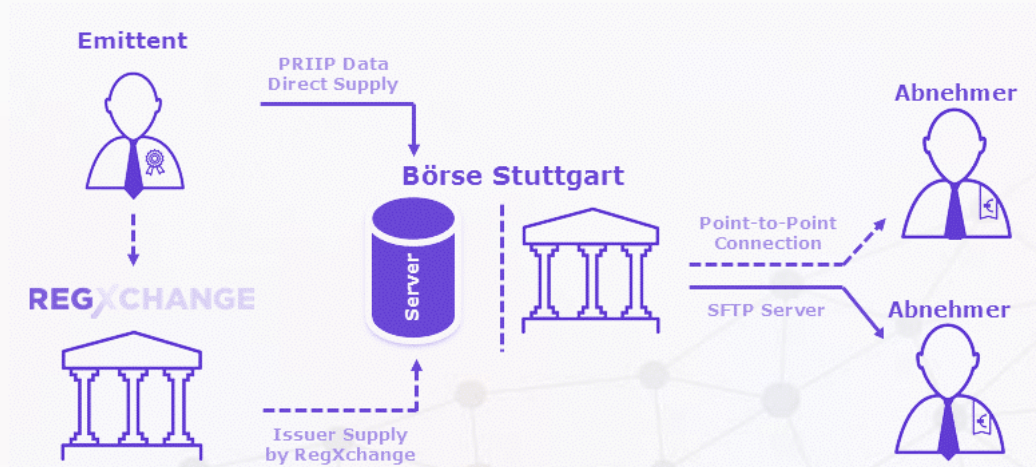 Emittent
PRIIP Data
Direct Supply
Abnehmer
Börse Stuttgart
Server
Point-to-Point
Connection
REGXCHANGE
SFTP Server
Abnehmer
Issuer Supply
by RegXchange
€
€